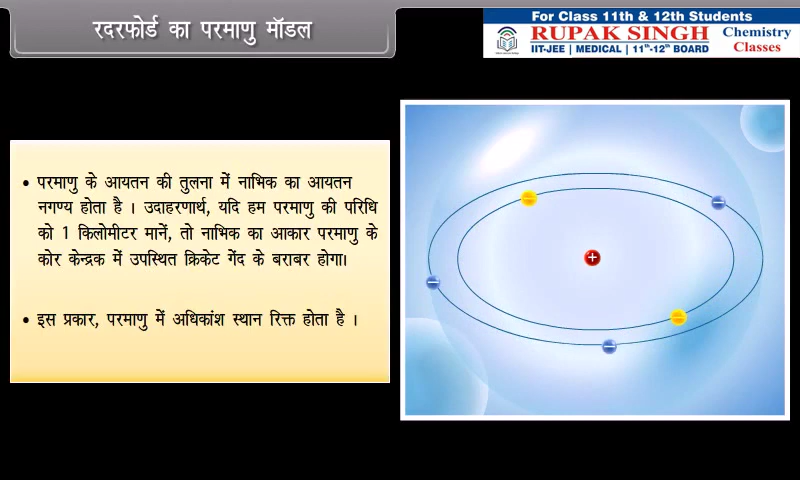 रदरफोर्ड का परमाणु मॉडल
For Class 11th & 12th Students
RUPAK SINGH
IIT-JEE | MEDICAL | 11th-12th BOARD
Chemistry
Classes
• परमाणु के आयतन की तुलना में नाभिक का आयतन
नगण्य होता है । उदाहरणार्थ, यदि हम परमाणु की परिधि
को 1 किलोमीटर मानें, तो नाभिक का आकार परमाणु के
कोर केन्द्रक में उपस्थित क्रिकेट गेंद के बराबर होगा।
• इस प्रकार, परमाणु में अधिकांश स्थान रिक्त होता है ।